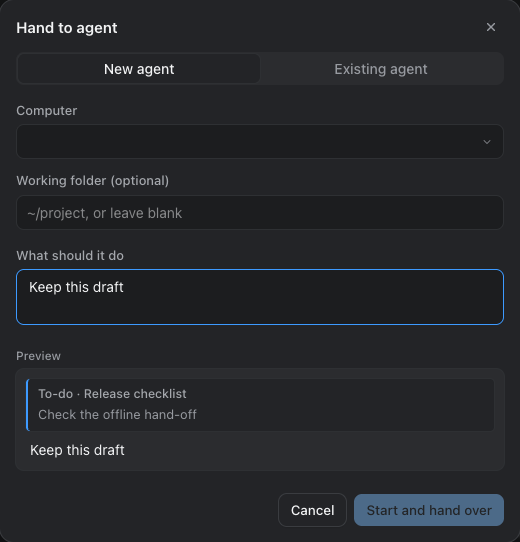 Hand to agent
New agent
Existing agent
Computer
Working folder (optional)
~/project, or leave blank
What should it do
Keep this draft
Preview
To-do · Release checklist
Check the offline hand-off
Keep this draft
Cancel
Start and hand over